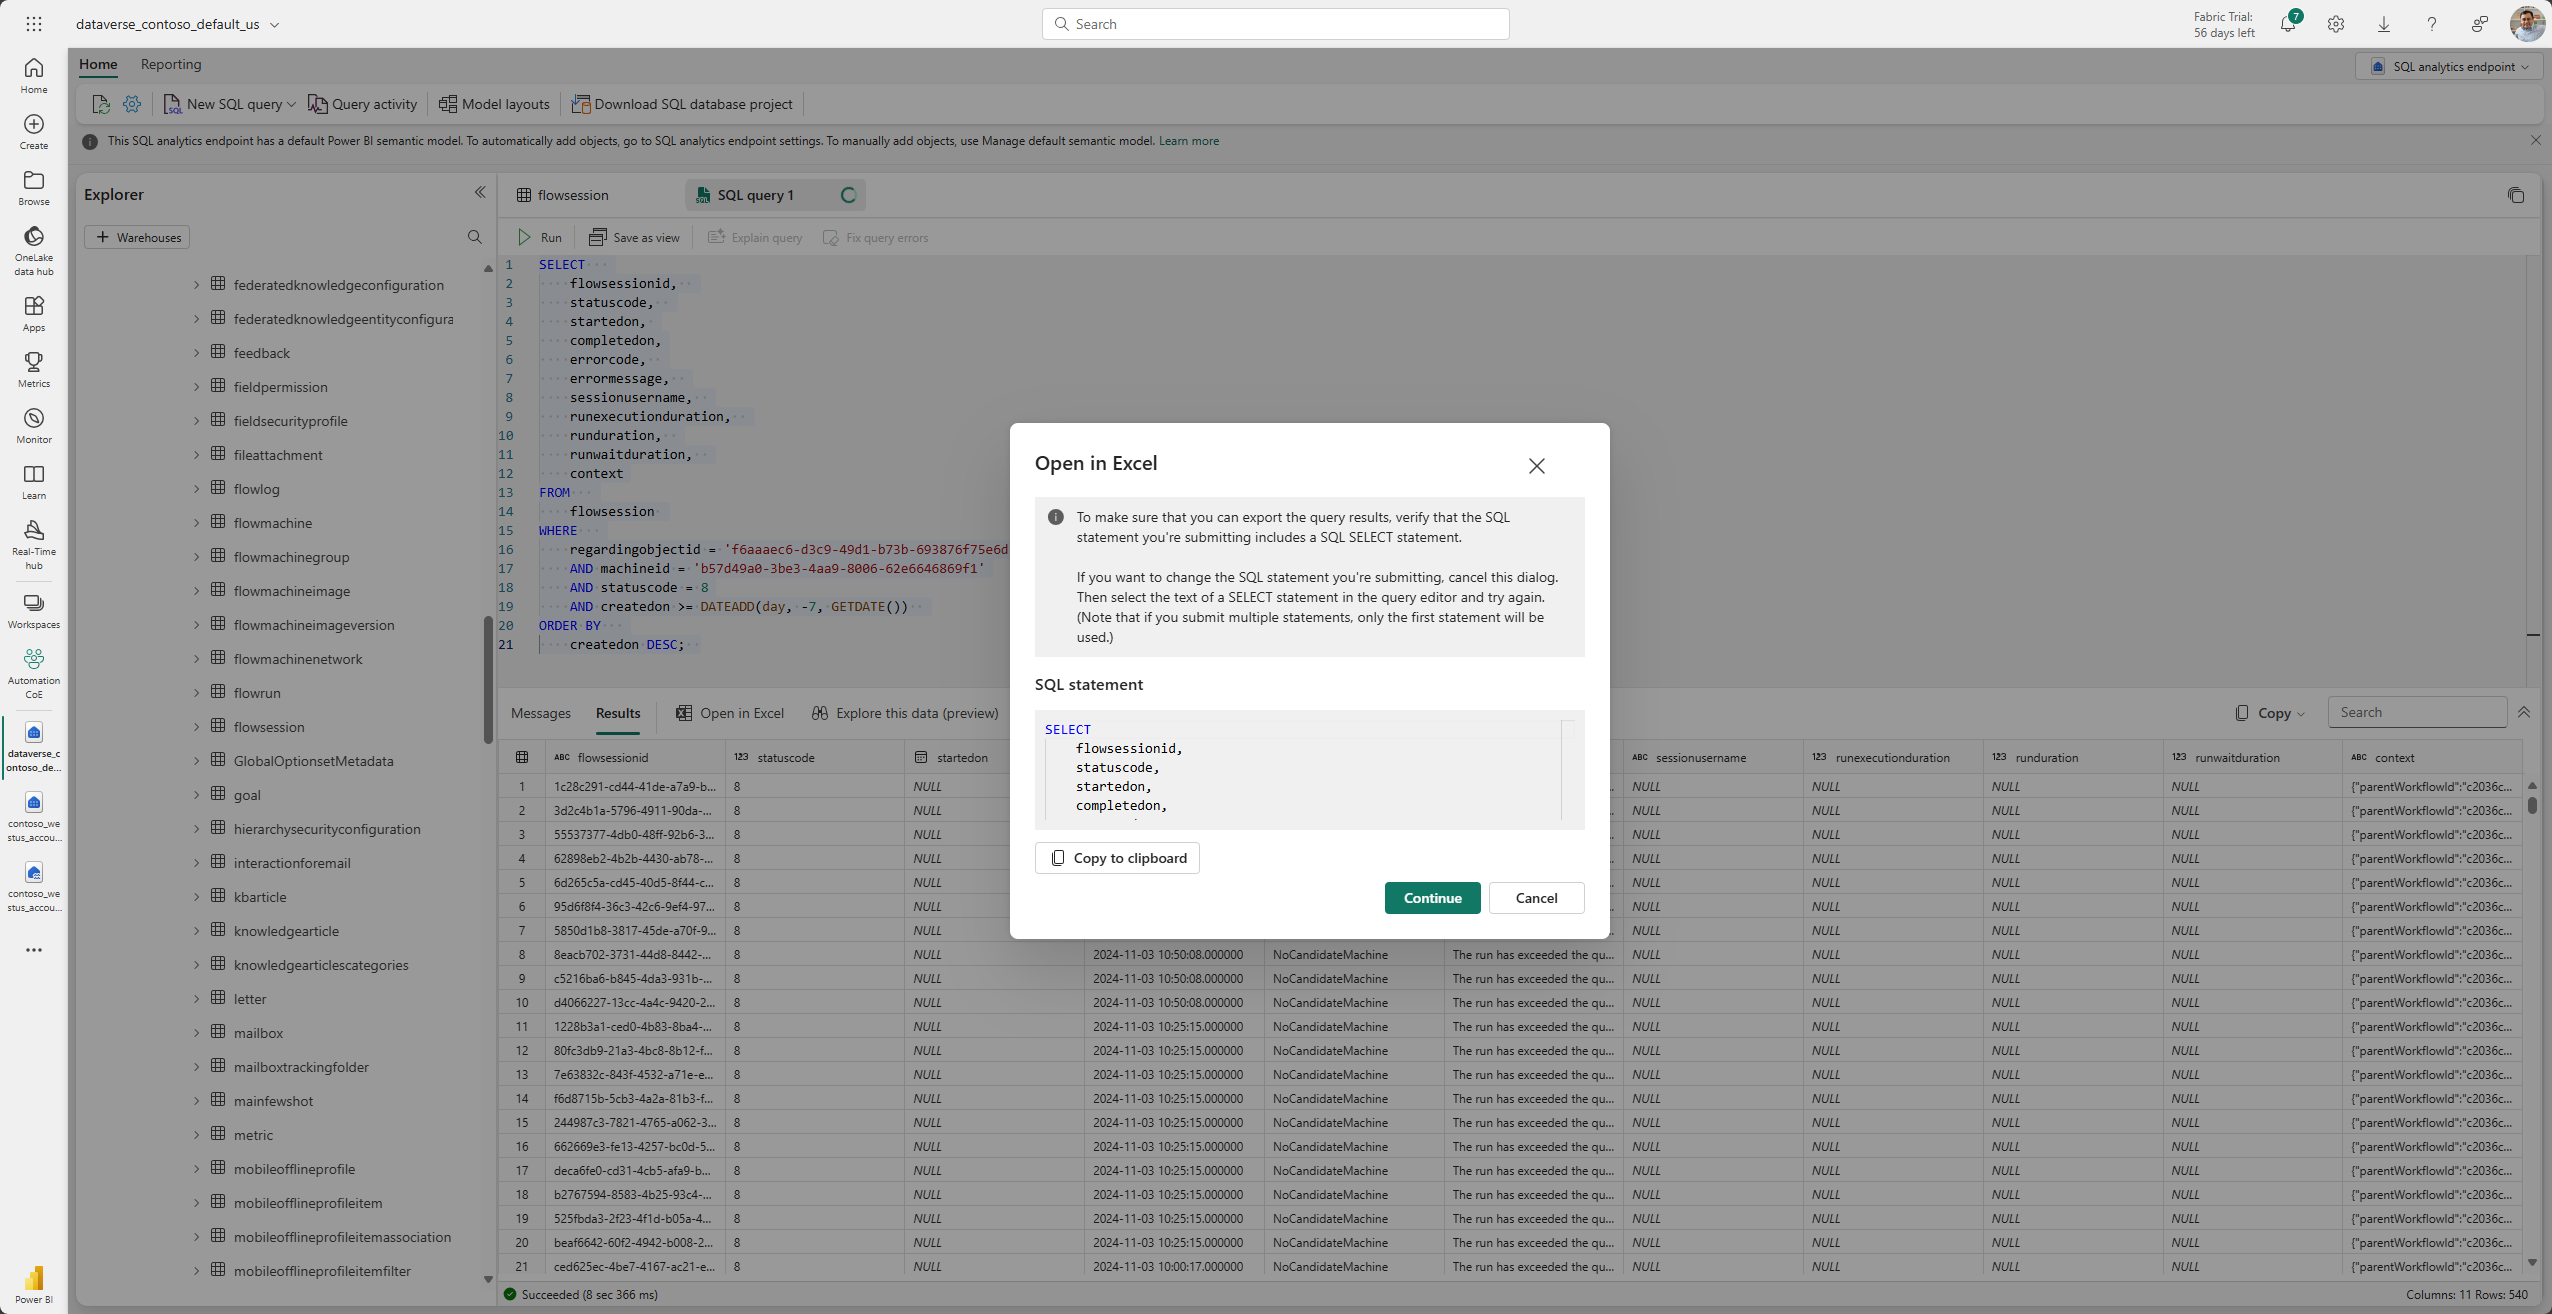 dataverse_contoso_default_us
Search
Fabric Trial:
56 days left
7
Home
Reporting
SQL analytics endpoint
New SQL query
Query activity
Model layouts
Download SQL database project
This SQL analytics endpoint has a default Power BI semantic model. To automatically add objects, go to SQL analytics endpoint settings. To manually add objects, use Manage default semantic model. Learn more
Home
Create
Browse
OneLake
data hub
Apps
Metrics
Monitor
Learn
Real-Time
hub
Workspaces
Automation
CoE
dataverse_c
ontoso_de...
contoso_we
stus_accou...
contoso_we
stus_accou...
Power BI
Explorer
Warehouses
federatedknowledgeconfiguration
federatedknowledgeentityconfigura
feedback
fieldpermission
fieldsecurityprofile
fileattachment
flowlog
flowmachine
flowmachinegroup
flowmachineimage
flowmachineimageversion
flowmachinenetwork
flowrun
flowsession
GlobalOptionsetMetadata
goal
hierarchysecurityconfiguration
interactionforemail
kbarticle
knowledgearticle
knowledgearticlescategories
letter
mailbox
mailboxtrackingfolder
mainfewshot
metric
mobileofflineprofile
mobileofflineprofileitem
mobileofflineprofileitemassociation
mobileofflineprofileitemfilter
flowsession
SQL query 1
Run
Save as view
Explain query
Fix query errors
1 SELECT
2 flowsessionid,
3 statuscode,
4 startedon,
5 completedon,
6 errorcode,
7 errormessage,
8 sessionusername,
9 runexecutionduration,
10 runduration,
11 runwaitduration,
12 context
13 FROM
14 flowsession
15 WHERE
16 regardingobjectid = 'f6aaaec6-d3c9-49d1-b73b-693876f75e6d
17 AND machineid = 'b57d49a0-3be3-4aa9-8006-62e6646869f1'
18 AND statuscode = 8
19 AND createdon >= DATEADD(day, -7, GETDATE())
20 ORDER BY
21 createdon DESC;
Open in Excel
To make sure that you can export the query results, verify that the SQL
statement you're submitting includes a SQL SELECT statement.
If you want to change the SQL statement you're submitting, cancel this dialog.
Then select the text of a SELECT statement in the query editor and try again.
(Note that if you submit multiple statements, only the first statement will be
used.)
SQL statement
SELECT
flowsessionid,
statuscode,
startedon,
completedon,
Copy to clipboard
Continue
Cancel
Messages
Results
Open in Excel
Explore this data (preview)
Copy
Search
ABC flowsessionid 123 statuscode startedon ABC sessionusername 123 runexecutionduration 123 runduration 123 runwaitduration ABC context
1 1c28c291-cd44-41de-a7a9-b... 8 NULL NULL NULL NULL NULL {"parentWorkflowId":"c2036c...
2 3d2c4b1a-5796-4911-90da-... 8 NULL NULL NULL NULL NULL {"parentWorkflowId":"c2036c...
3 55537377-4db0-48ff-92b6-3... 8 NULL NULL NULL NULL NULL {"parentWorkflowId":"c2036c...
4 62898eb2-4b2b-4430-ab78-... 8 NULL NULL NULL NULL NULL {"parentWorkflowId":"c2036c...
5 6d265c5a-cd45-40d5-8f44-c... 8 NULL NULL NULL NULL NULL {"parentWorkflowId":"c2036c...
6 95d6f8f4-36c3-42c6-9ef4-97... 8 NULL NULL NULL NULL NULL {"parentWorkflowId":"c2036c...
7 5850d1b8-3817-45de-a70f-9... 8 NULL NULL NULL NULL NULL {"parentWorkflowId":"c2036c...
8 8eacb702-3731-44d8-8442-... 8 NULL 2024-11-03 10:50:08.000000 NoCandidateMachine The run has exceeded the qu... NULL NULL NULL NULL {"parentWorkflowId":"c2036c...
9 c5216ba6-b845-4da3-931b-... 8 NULL 2024-11-03 10:50:08.000000 NoCandidateMachine The run has exceeded the qu... NULL NULL NULL NULL {"parentWorkflowId":"c2036c...
10 d4066227-13cc-4a4c-9420-2... 8 NULL 2024-11-03 10:50:08.000000 NoCandidateMachine The run has exceeded the qu... NULL NULL NULL NULL {"parentWorkflowId":"c2036c...
11 1228b3a1-ced0-4b83-8ba4-... 8 NULL 2024-11-03 10:25:15.000000 NoCandidateMachine The run has exceeded the qu... NULL NULL NULL NULL {"parentWorkflowId":"c2036c...
12 80fc3db9-21a3-4bc8-8b12-f... 8 NULL 2024-11-03 10:25:15.000000 NoCandidateMachine The run has exceeded the qu... NULL NULL NULL NULL {"parentWorkflowId":"c2036c...
13 7e63832c-843f-4532-a71e-e... 8 NULL 2024-11-03 10:25:15.000000 NoCandidateMachine The run has exceeded the qu... NULL NULL NULL NULL {"parentWorkflowId":"c2036c...
14 f6d8715b-5cb3-4a2a-81b3-f... 8 NULL 2024-11-03 10:25:15.000000 NoCandidateMachine The run has exceeded the qu... NULL NULL NULL NULL {"parentWorkflowId":"c2036c...
15 244987c3-7821-4765-a062-3... 8 NULL 2024-11-03 10:25:15.000000 NoCandidateMachine The run has exceeded the qu... NULL NULL NULL NULL {"parentWorkflowId":"c2036c...
16 662669e3-fe13-4257-bc0d-5... 8 NULL 2024-11-03 10:25:15.000000 NoCandidateMachine The run has exceeded the qu... NULL NULL NULL NULL {"parentWorkflowId":"c2036c...
17 deca6fe0-cd31-4cb5-afa9-b... 8 NULL 2024-11-03 10:25:15.000000 NoCandidateMachine The run has exceeded the qu... NULL NULL NULL NULL {"parentWorkflowId":"c2036c...
18 b2767594-8583-4b25-93c4-... 8 NULL 2024-11-03 10:25:15.000000 NoCandidateMachine The run has exceeded the qu... NULL NULL NULL NULL {"parentWorkflowId":"c2036c...
19 525fbda3-2f23-4f1d-b05a-4... 8 NULL 2024-11-03 10:25:15.000000 NoCandidateMachine The run has exceeded the qu... NULL NULL NULL NULL {"parentWorkflowId":"c2036c...
20 beaf6642-60f2-4942-b008-2... 8 NULL 2024-11-03 10:25:15.000000 NoCandidateMachine The run has exceeded the qu... NULL NULL NULL NULL {"parentWorkflowId":"c2036c...
21 ced625ec-4be7-4167-ac21-e... 8 NULL 2024-11-03 10:00:17.000000 NoCandidateMachine The run has exceeded the qu... NULL NULL NULL NULL {"parentWorkflowId":"c2036c...
Succeeded (8 sec 366 ms)
Columns: 11 Rows: 540